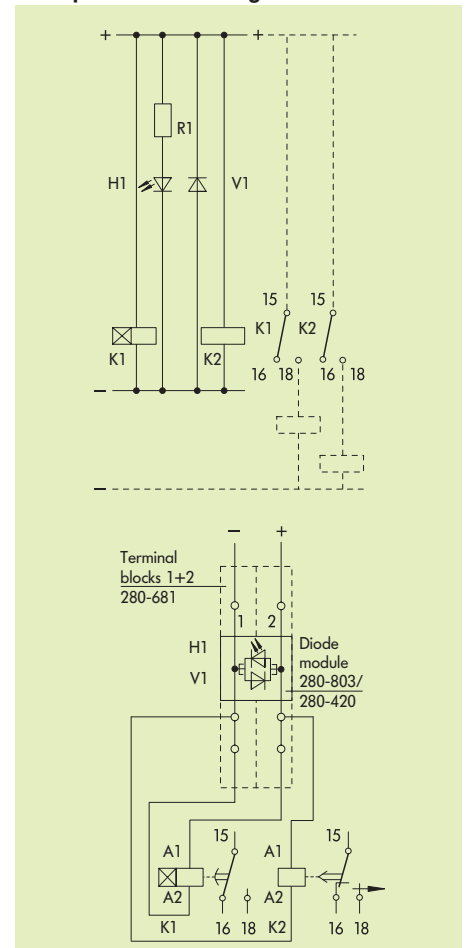 + +
R1
H1 V1
15 15
K1 K2
K1 K2
16 18 16 18
−
−
− +
Terminal
blocks 1+2
280-681
1 2
H1 Diode
V1 module
280-803/
280-420
15 15
A1 A1
A2 A2
K1 16 18 K2 16 18